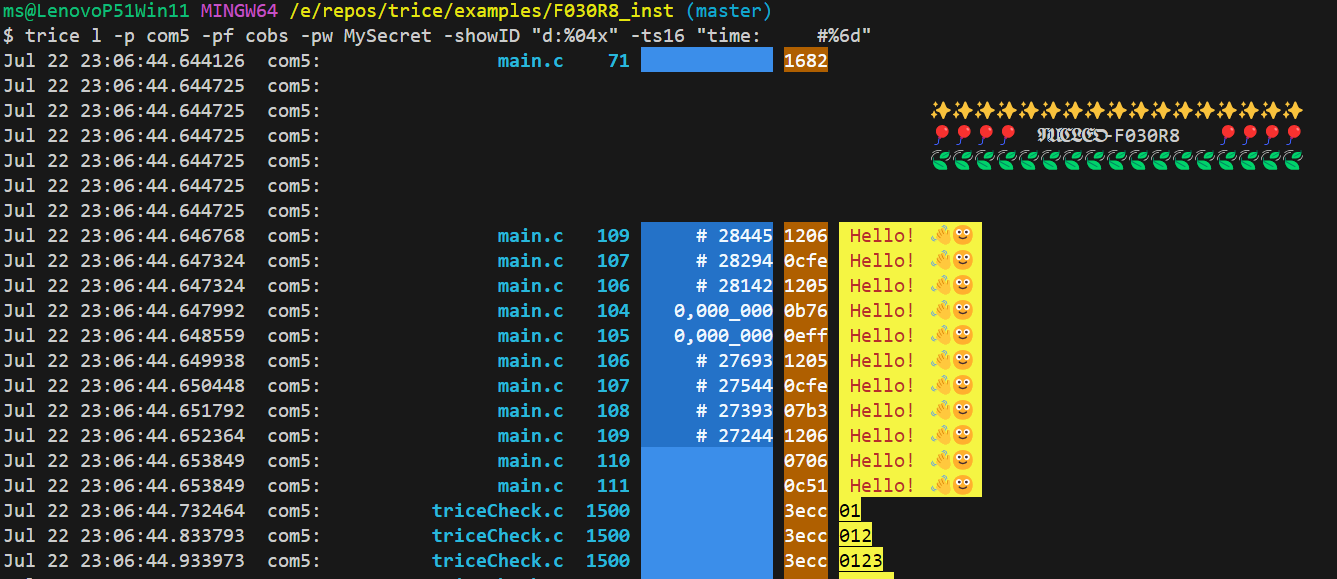 ms@LenovoP51Win11 MINGW64 /e/repos/trice/examples/F030R8_inst (master)
$ trice l -p com5 -pf cobs -pw MySecret -showID "d:%04x" -ts16 "time:     #%6d"
Jul 22 23:06:44.644126  com5:                main.c    71              1682
Jul 22 23:06:44.644725  com5:
Jul 22 23:06:44.644725  com5: ✨✨✨✨✨✨✨✨✨✨✨✨✨✨✨✨✨
Jul 22 23:06:44.644725  com5: 🎈🎈🎈🎈  𝕹𝖀𝕮𝕷𝕰𝕺-F030R8    🎈🎈🎈🎈
Jul 22 23:06:44.644725  com5: 🍃🍃🍃🍃🍃🍃🍃🍃🍃🍃🍃🍃🍃🍃🍃🍃🍃
Jul 22 23:06:44.644725  com5:
Jul 22 23:06:44.644725  com5:
Jul 22 23:06:44.646768  com5:                main.c   109      # 28445 1206  Hello! 👋🙂
Jul 22 23:06:44.647324  com5:                main.c   107      # 28294 0cfe  Hello! 👋🙂
Jul 22 23:06:44.647324  com5:                main.c   106      # 28142 1205  Hello! 👋🙂
Jul 22 23:06:44.647992  com5:                main.c   104    0,000_000 0b76  Hello! 👋🙂
Jul 22 23:06:44.648559  com5:                main.c   105    0,000_000 0eff  Hello! 👋🙂
Jul 22 23:06:44.649938  com5:                main.c   106      # 27693 1205  Hello! 👋🙂
Jul 22 23:06:44.650448  com5:                main.c   107      # 27544 0cfe  Hello! 👋🙂
Jul 22 23:06:44.651792  com5:                main.c   108      # 27393 07b3  Hello! 👋🙂
Jul 22 23:06:44.652364  com5:                main.c   109      # 27244 1206  Hello! 👋🙂
Jul 22 23:06:44.653849  com5:                main.c   110              0706  Hello! 👋🙂
Jul 22 23:06:44.653849  com5:                main.c   111              0c51  Hello! 👋🙂
Jul 22 23:06:44.732464  com5:          triceCheck.c  1500              3ecc 01
Jul 22 23:06:44.833793  com5:          triceCheck.c  1500              3ecc 012
Jul 22 23:06:44.933973  com5:          triceCheck.c  1500              3ecc 0123